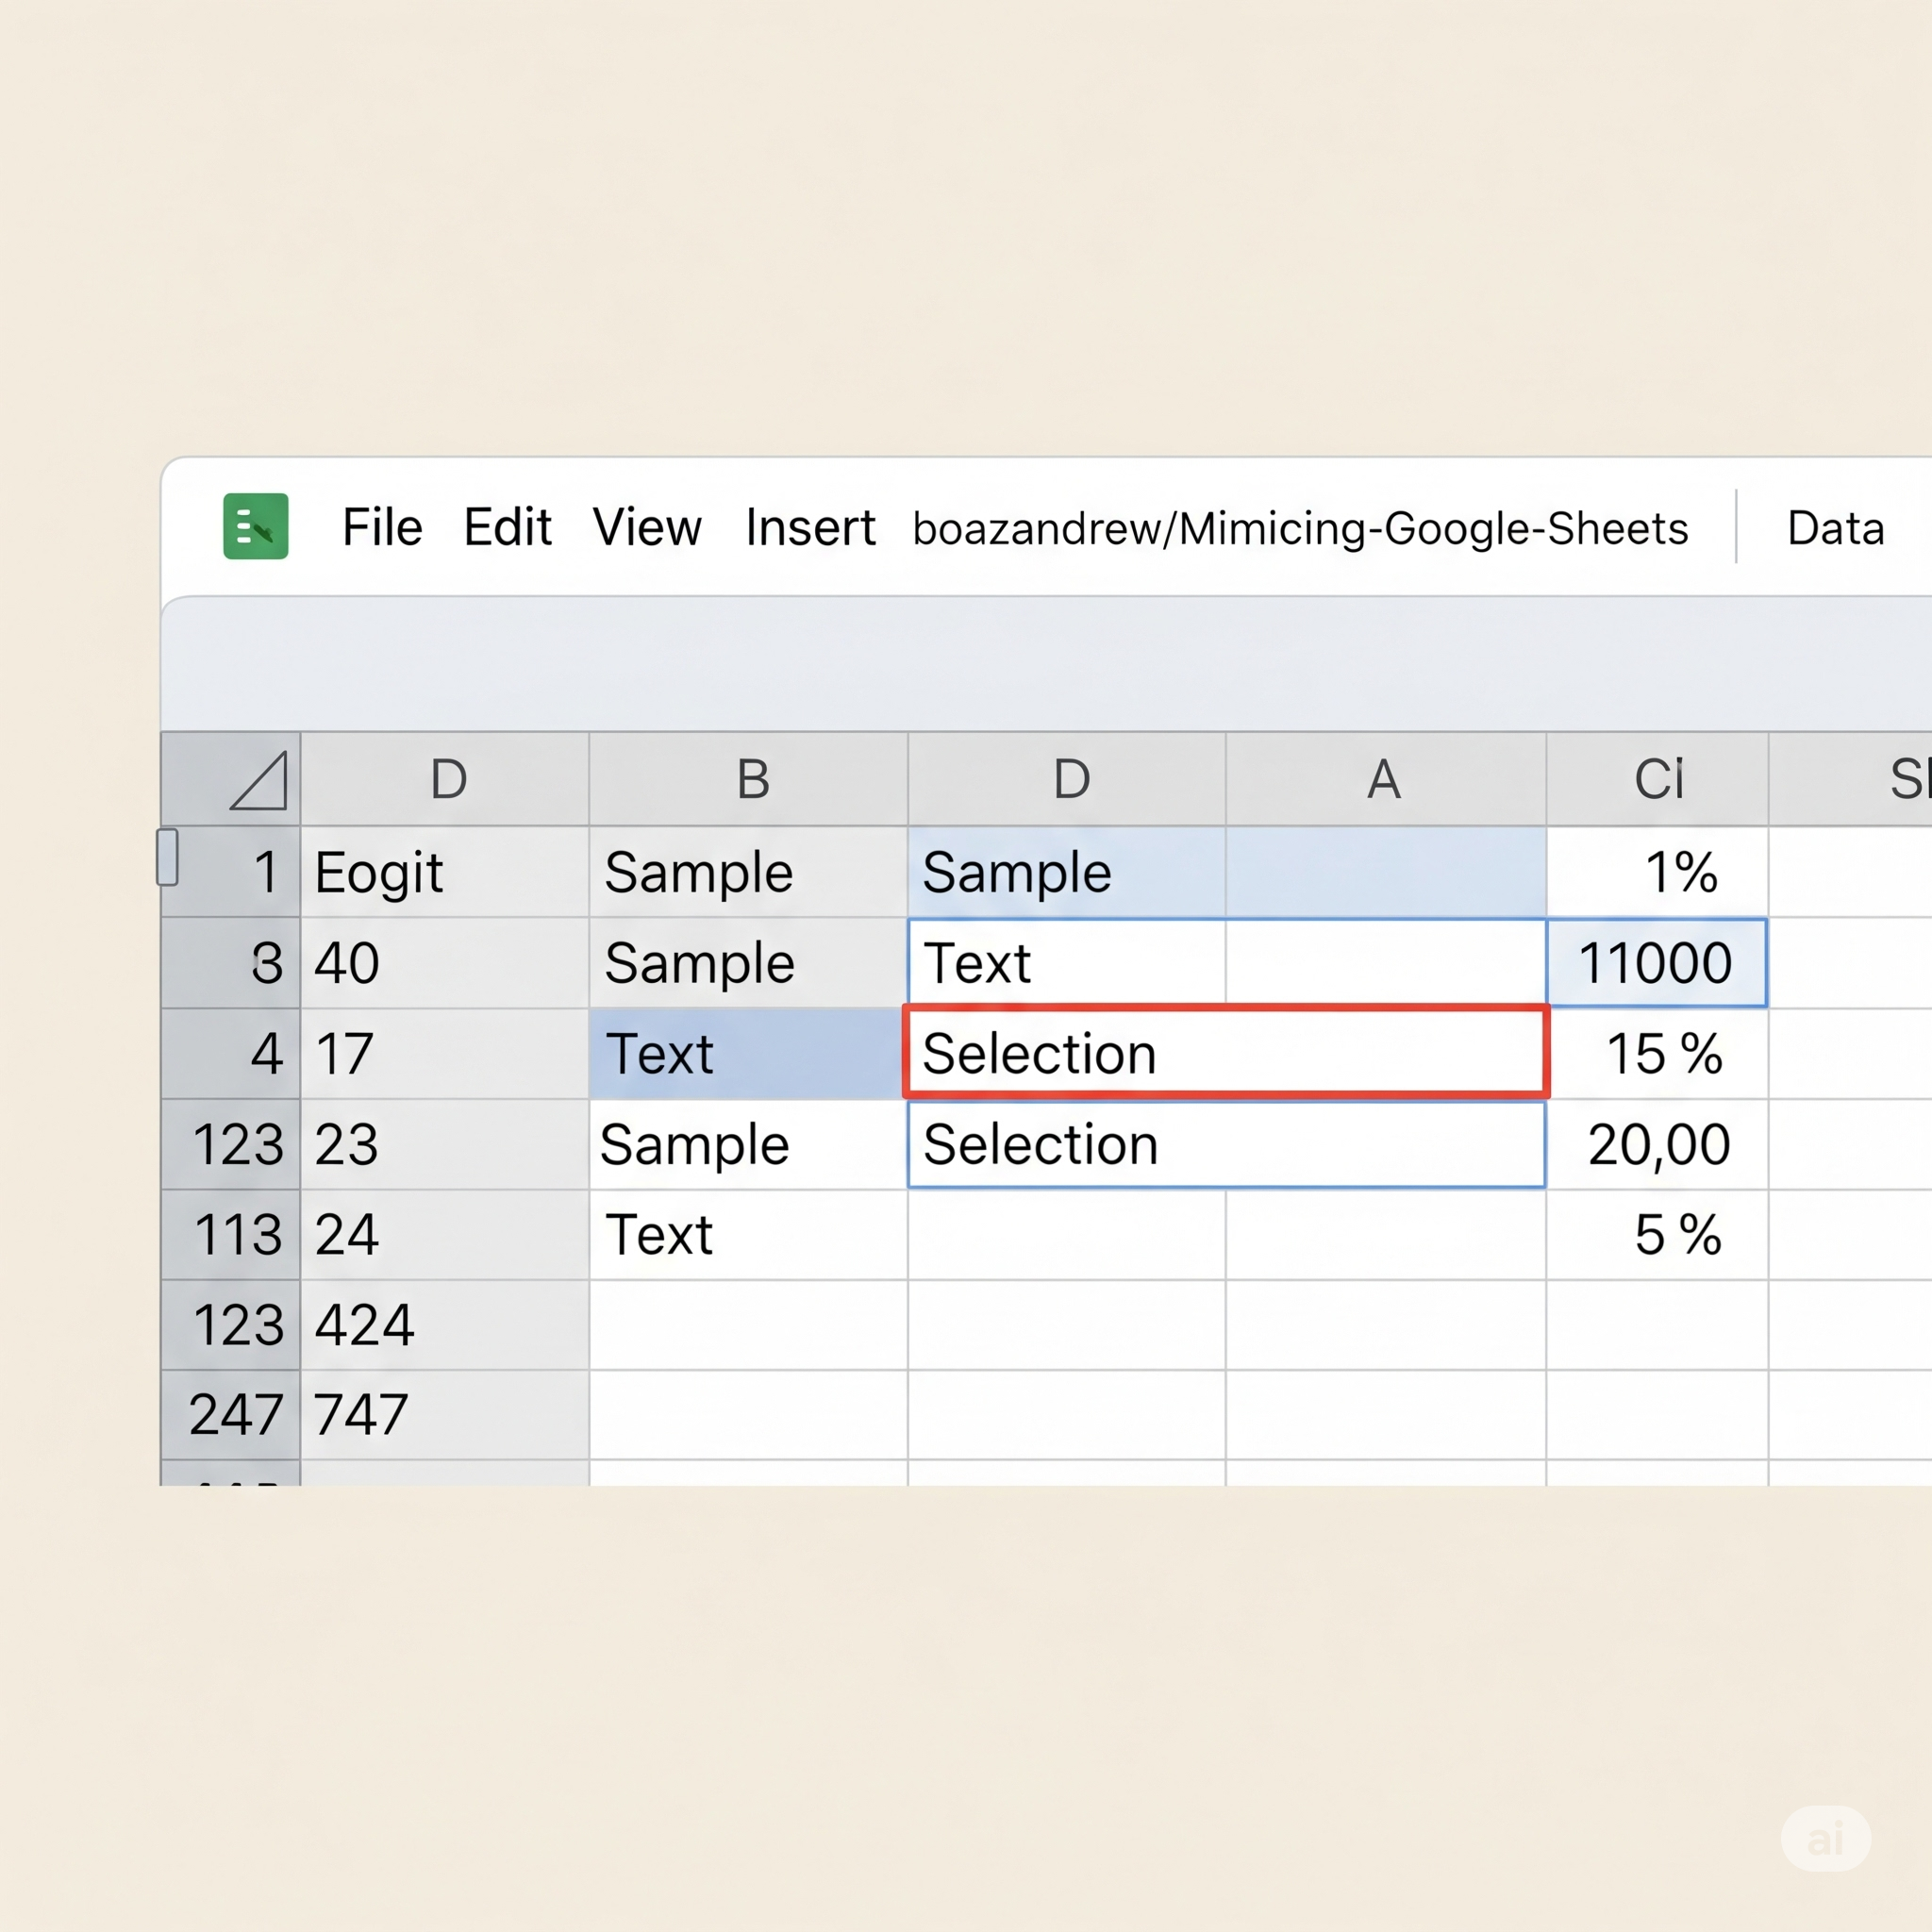 File Edit View Insert boazandrew/Mimicing-Google-Sheets Data
D B D A Ci
1 Eogit Sample Sample 1%
3 40 Sample Text 11000
4 17 Text Selection 15 %
123 23 Sample Selection 20,00
113 24 Text 5 %
123 424
247 747
ai